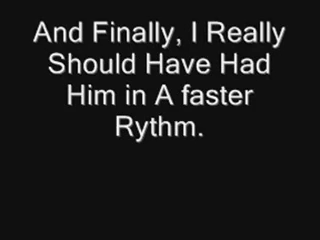 And Finally, I Really
Should Have Had
Him in A faster
Rythm.